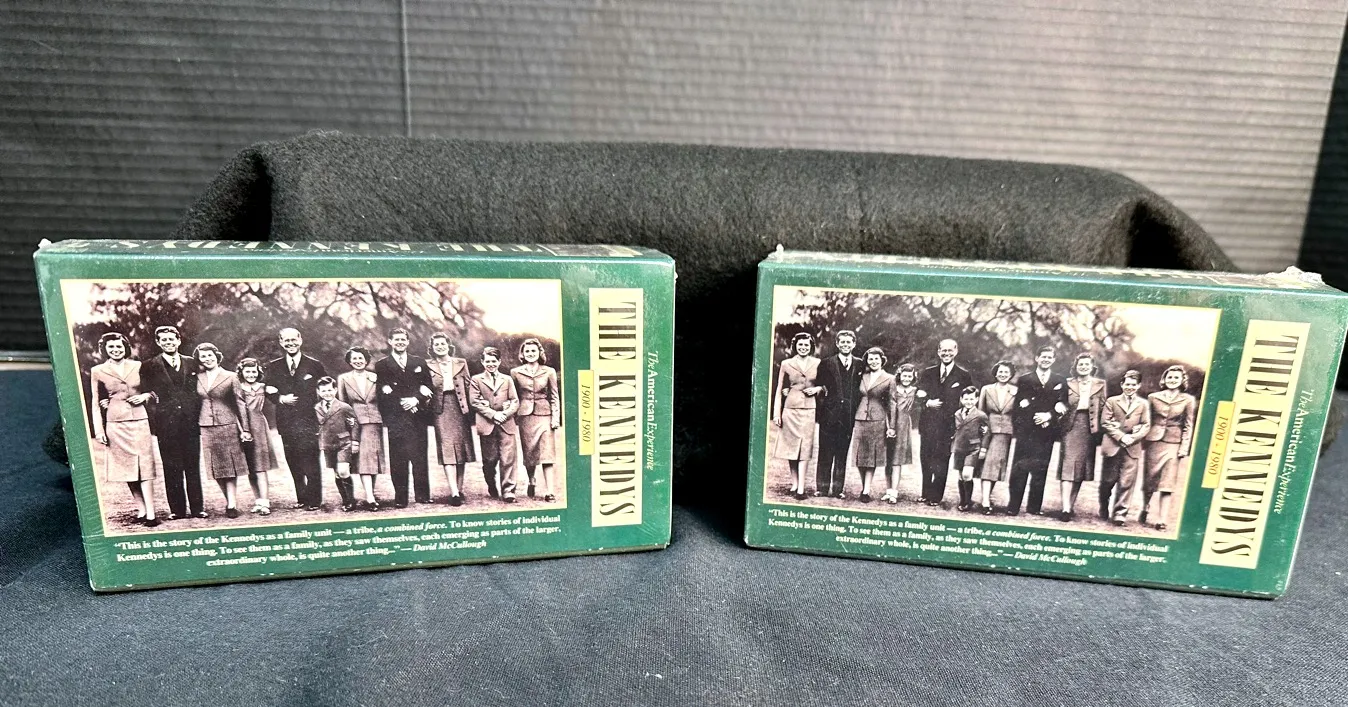 THE KENNEDYS
The American Experience
THE KENNEDYS
1900 - 1980
"This is the story of the Kennedys as a family unit — a tribe, a combined force. To know stories of individual
Kennedys is one thing. To see them as a family, as they saw themselves, each emerging as parts of the larger,
extraordinary whole, is quite another thing..." — David McCullough
The American Experience
THE KENNEDYS
1900 - 1980
"This is the story of the Kennedys as a family unit — a tribe, a combined force. To know stories of individual
Kennedys is one thing. To see them as a family, as they saw themselves, each emerging as parts of the larger,
extraordinary whole, is quite another thing..." — David McCullough